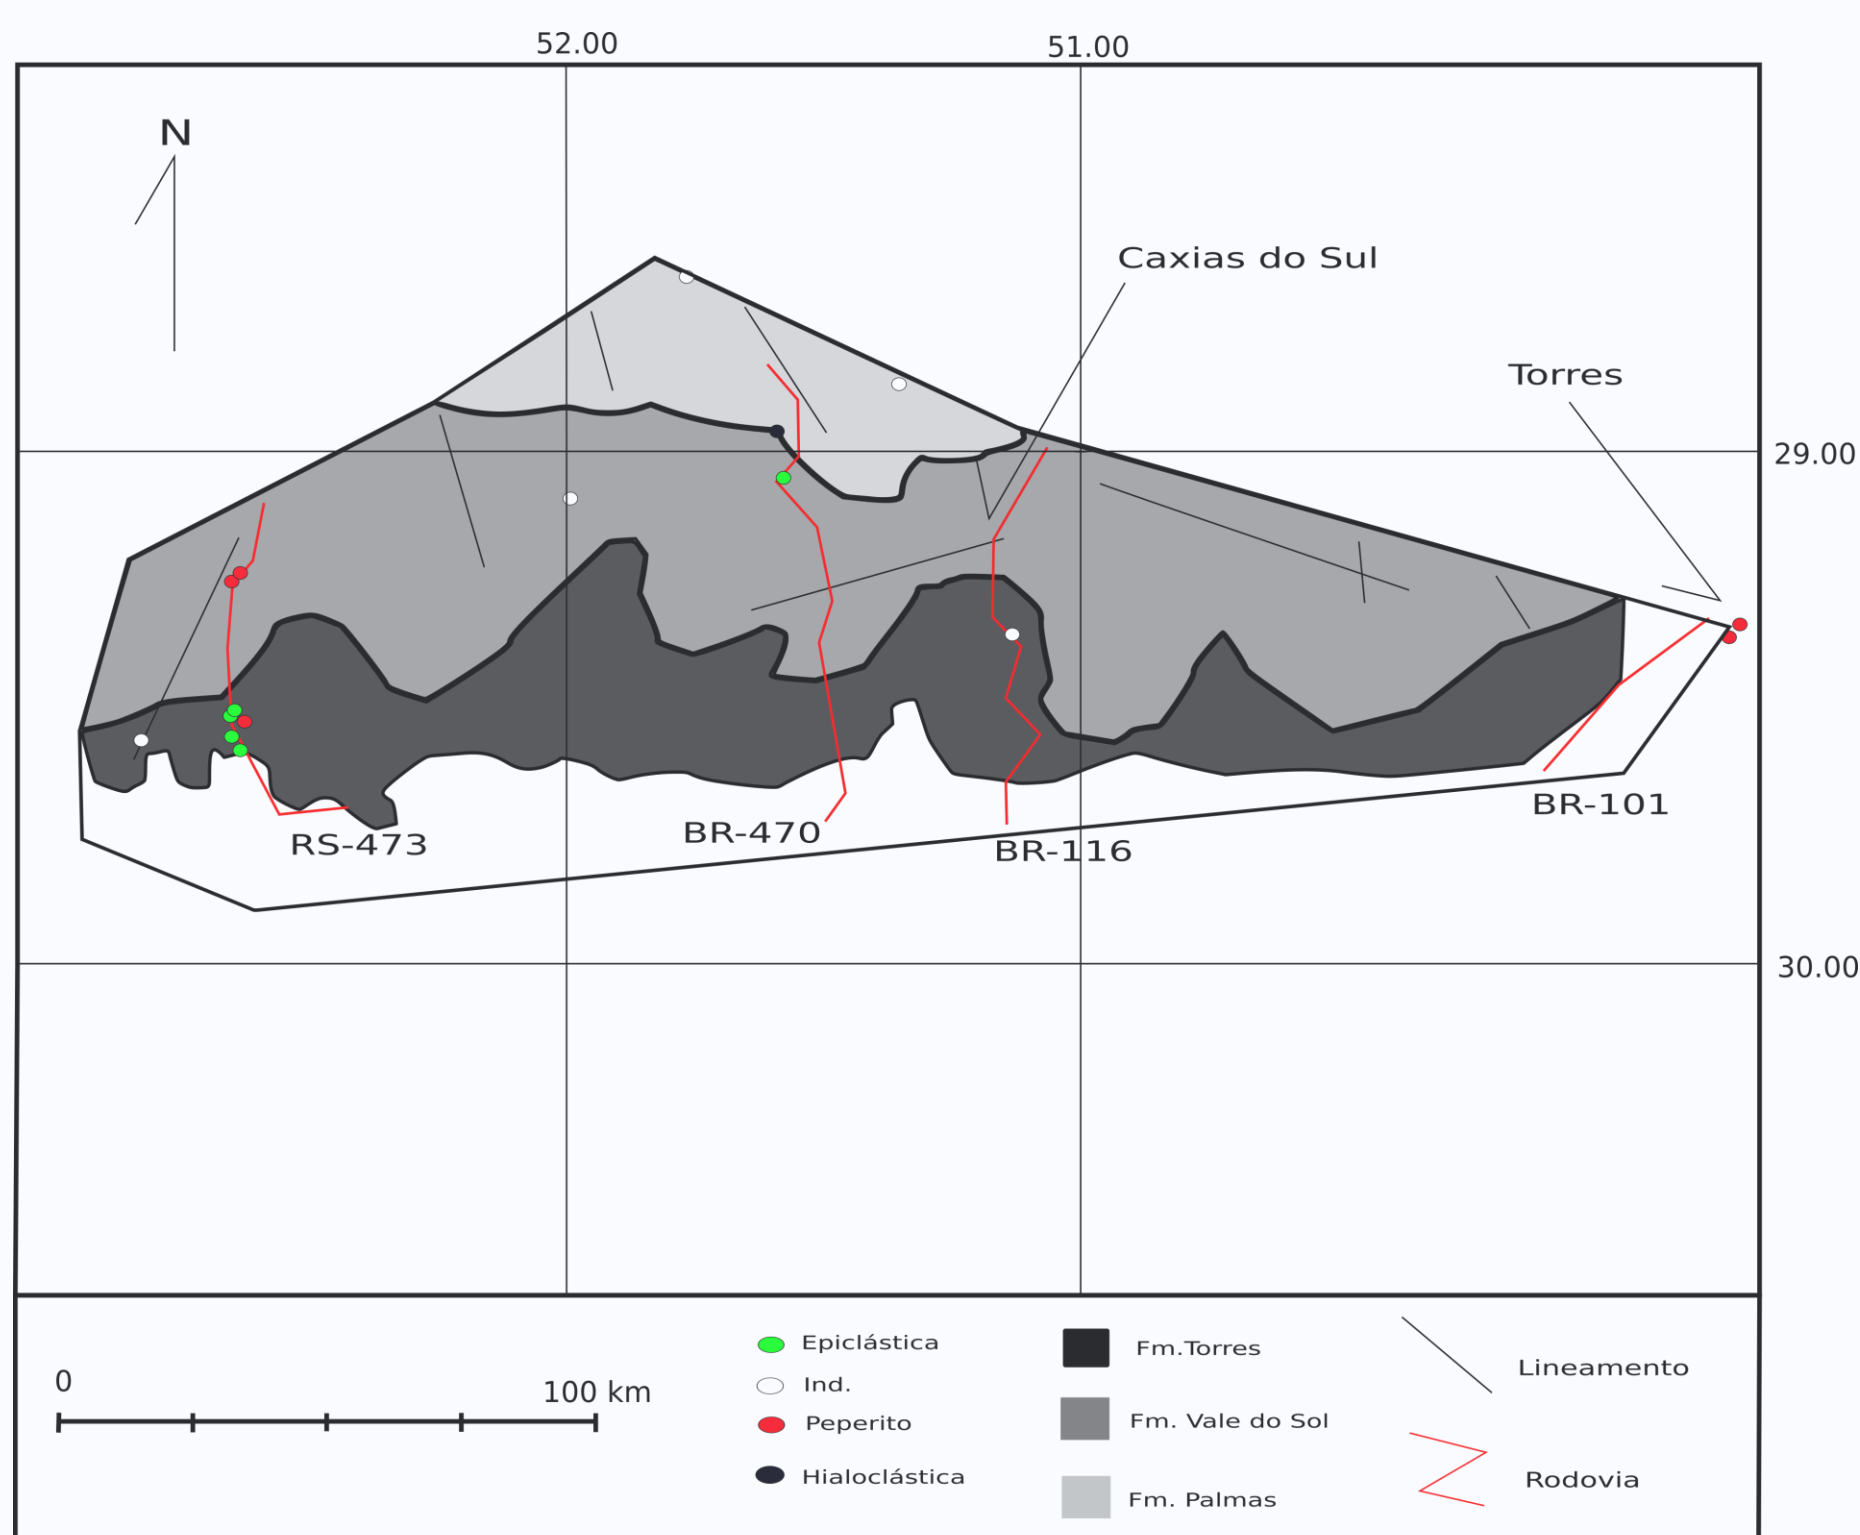 52.00
51.00
N
Caxias do Sul
Torres
29.00
BR-101
RS-473
BR-470
BR-116
30.00
0
100 km
Epiclástica
Ind.
Peperito
Hialoclástica
Fm.Torres
Fm. Vale do Sol
Fm. Palmas
Lineamento
Rodovia